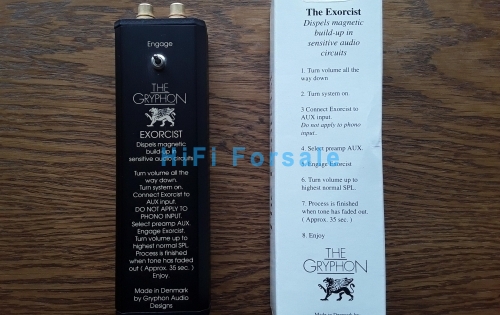 Engage
THE
GRYPHON
EXORCIST
Dispels magnetic
build-up in
sensitive audio circuits
Turn volume all the
way down.
Turn system on.
Connect Exorcist to
AUX input.
DO NOT APPLY TO
PHONO INPUT.
Select preamp AUX.
Engage Exorcist.
Turn volume up to
highest normal SPL.
Process is finished
when tone has faded
out ( Approx. 35 sec. )
Enjoy.
Made in Denmark
by Gryphon Audio
Designs
The Exorcist
Dispels magnetic
build-up in
sensitive audio
circuits
1. Turn volume all the
way down
2. Turn system on
3 Connect Exorcist to
AUX input.
Do not apply to phono
input.
4. Select preamp AUX.
5. Engage Exorcist
6. Turn volume up to
highest normal SPL.
7. Process is finished
when tone has faded out.
( Approx. 35 sec.)
8. Enjoy
THE
GRYPHON
Made in Denmark by
HiFi Forsale